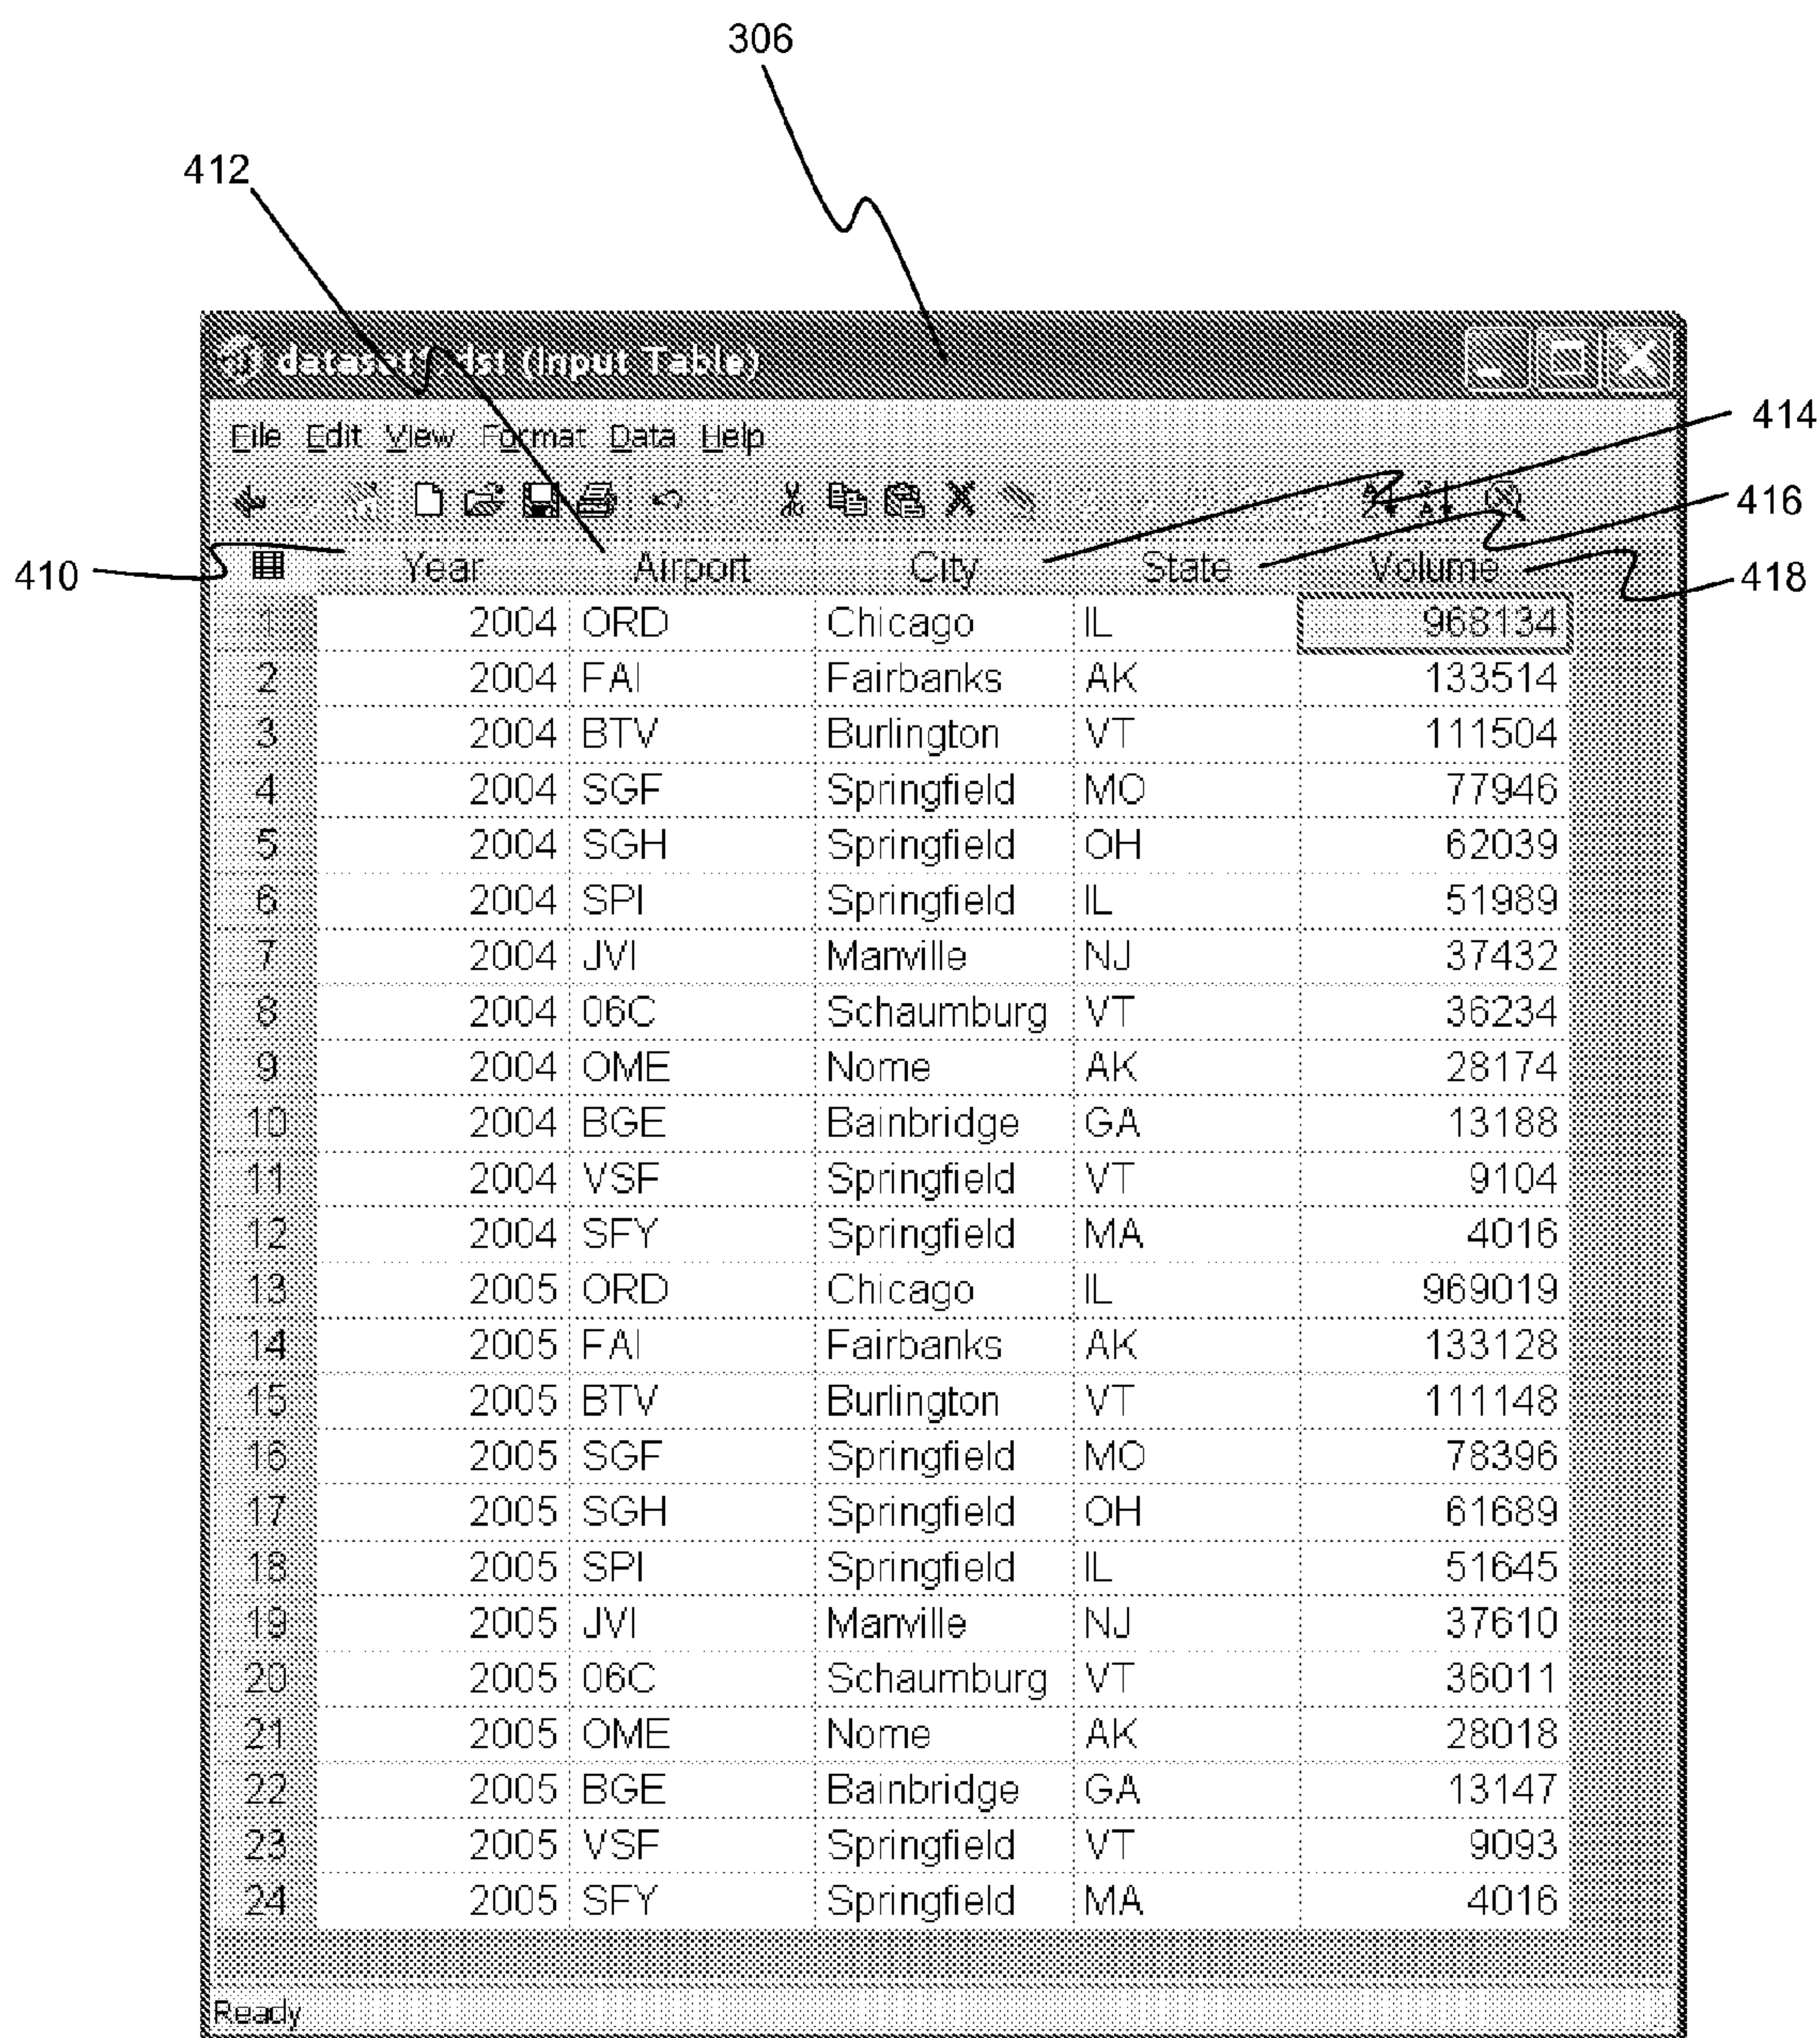 306
412
(Input Table)
414
File Edit View Format Data Help
416
410
Year Airport City State Volume
418
1 2004 ORD Chicago IL 968134
2 2004 FAI Fairbanks AK 133514
3 2004 BTV Burlington VT 111504
4 2004 SGF Springfield MO 77946
5 2004 SGH Springfield OH 62039
6 2004 SPI Springfield IL 51989
7 2004 JVI Manville NJ 37432
8 2004 06C Schaumburg VT 36234
9 2004 OME Nome AK 28174
10 2004 BGE Bainbridge GA 13188
11 2004 VSF Springfield VT 9104
12 2004 SFY Springfield MA 4016
13 2005 ORD Chicago IL 969019
14 2005 FAI Fairbanks AK 133128
15 2005 BTV Burlington VT 111148
16 2005 SGF Springfield MO 78396
17 2005 SGH Springfield OH 61689
18 2005 SPI Springfield IL 51645
19 2005 JVI Manville NJ 37610
20 2005 06C Schaumburg VT 36011
21 2005 OME Nome AK 28018
22 2005 BGE Bainbridge GA 13147
23 2005 VSF Springfield VT 9093
24 2005 SFY Springfield MA 4016
Ready